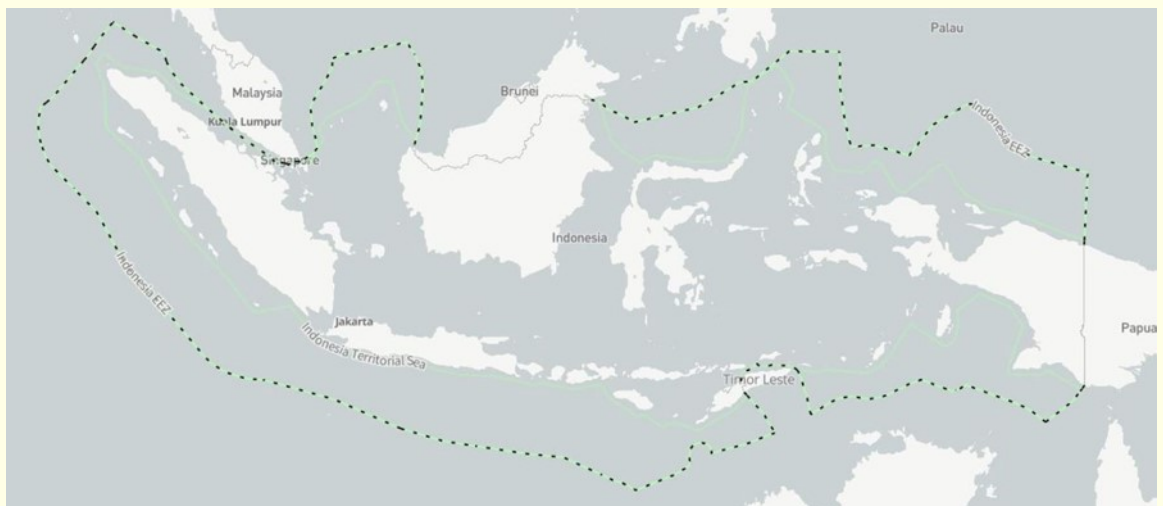 Palau
Malaysia
Brunei
Kuala Lumpur
Indonesia EEZ
Singapore
Indonesia
Indonesia EEZ
Jakarta
Indonesia Territorial Sea
Papua
Timor Leste